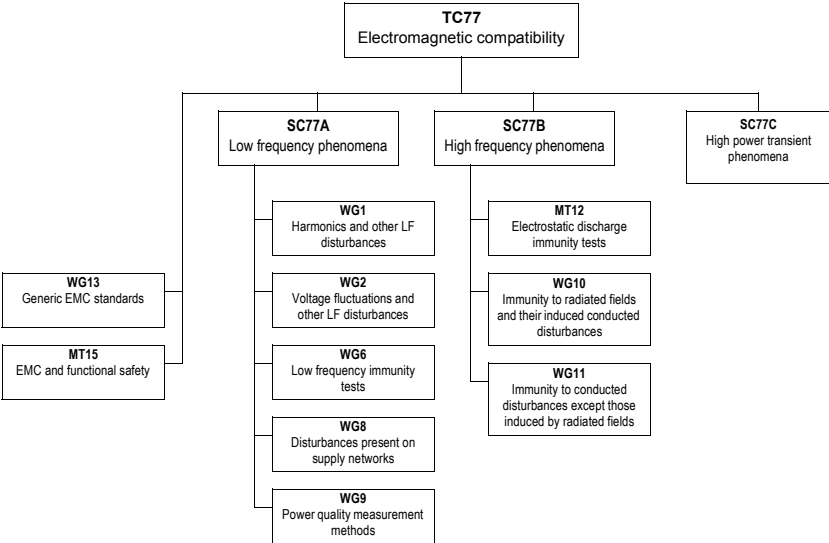 TC77
Electromagnetic compatibility
SC77A
Low frequency phenomena
SC77B
High frequency phenomena
SC77C
High power transient
phenomena
WG1
Harmonics and other LF
disturbances
MT12
Electrostatic discharge
immunity tests
WG13
Generic EMC standards
WG2
Voltage fluctuations and
other LF disturbances
WG10
Immunity to radiated fields
and their induced conducted
disturbances
MT15
EMC and functional safety
WG6
Low frequency immunity
tests
WG11
Immunity to conducted
disturbances except those
induced by radiated fields
WG8
Disturbances present on
supply networks
WG9
Power quality measurement
methods